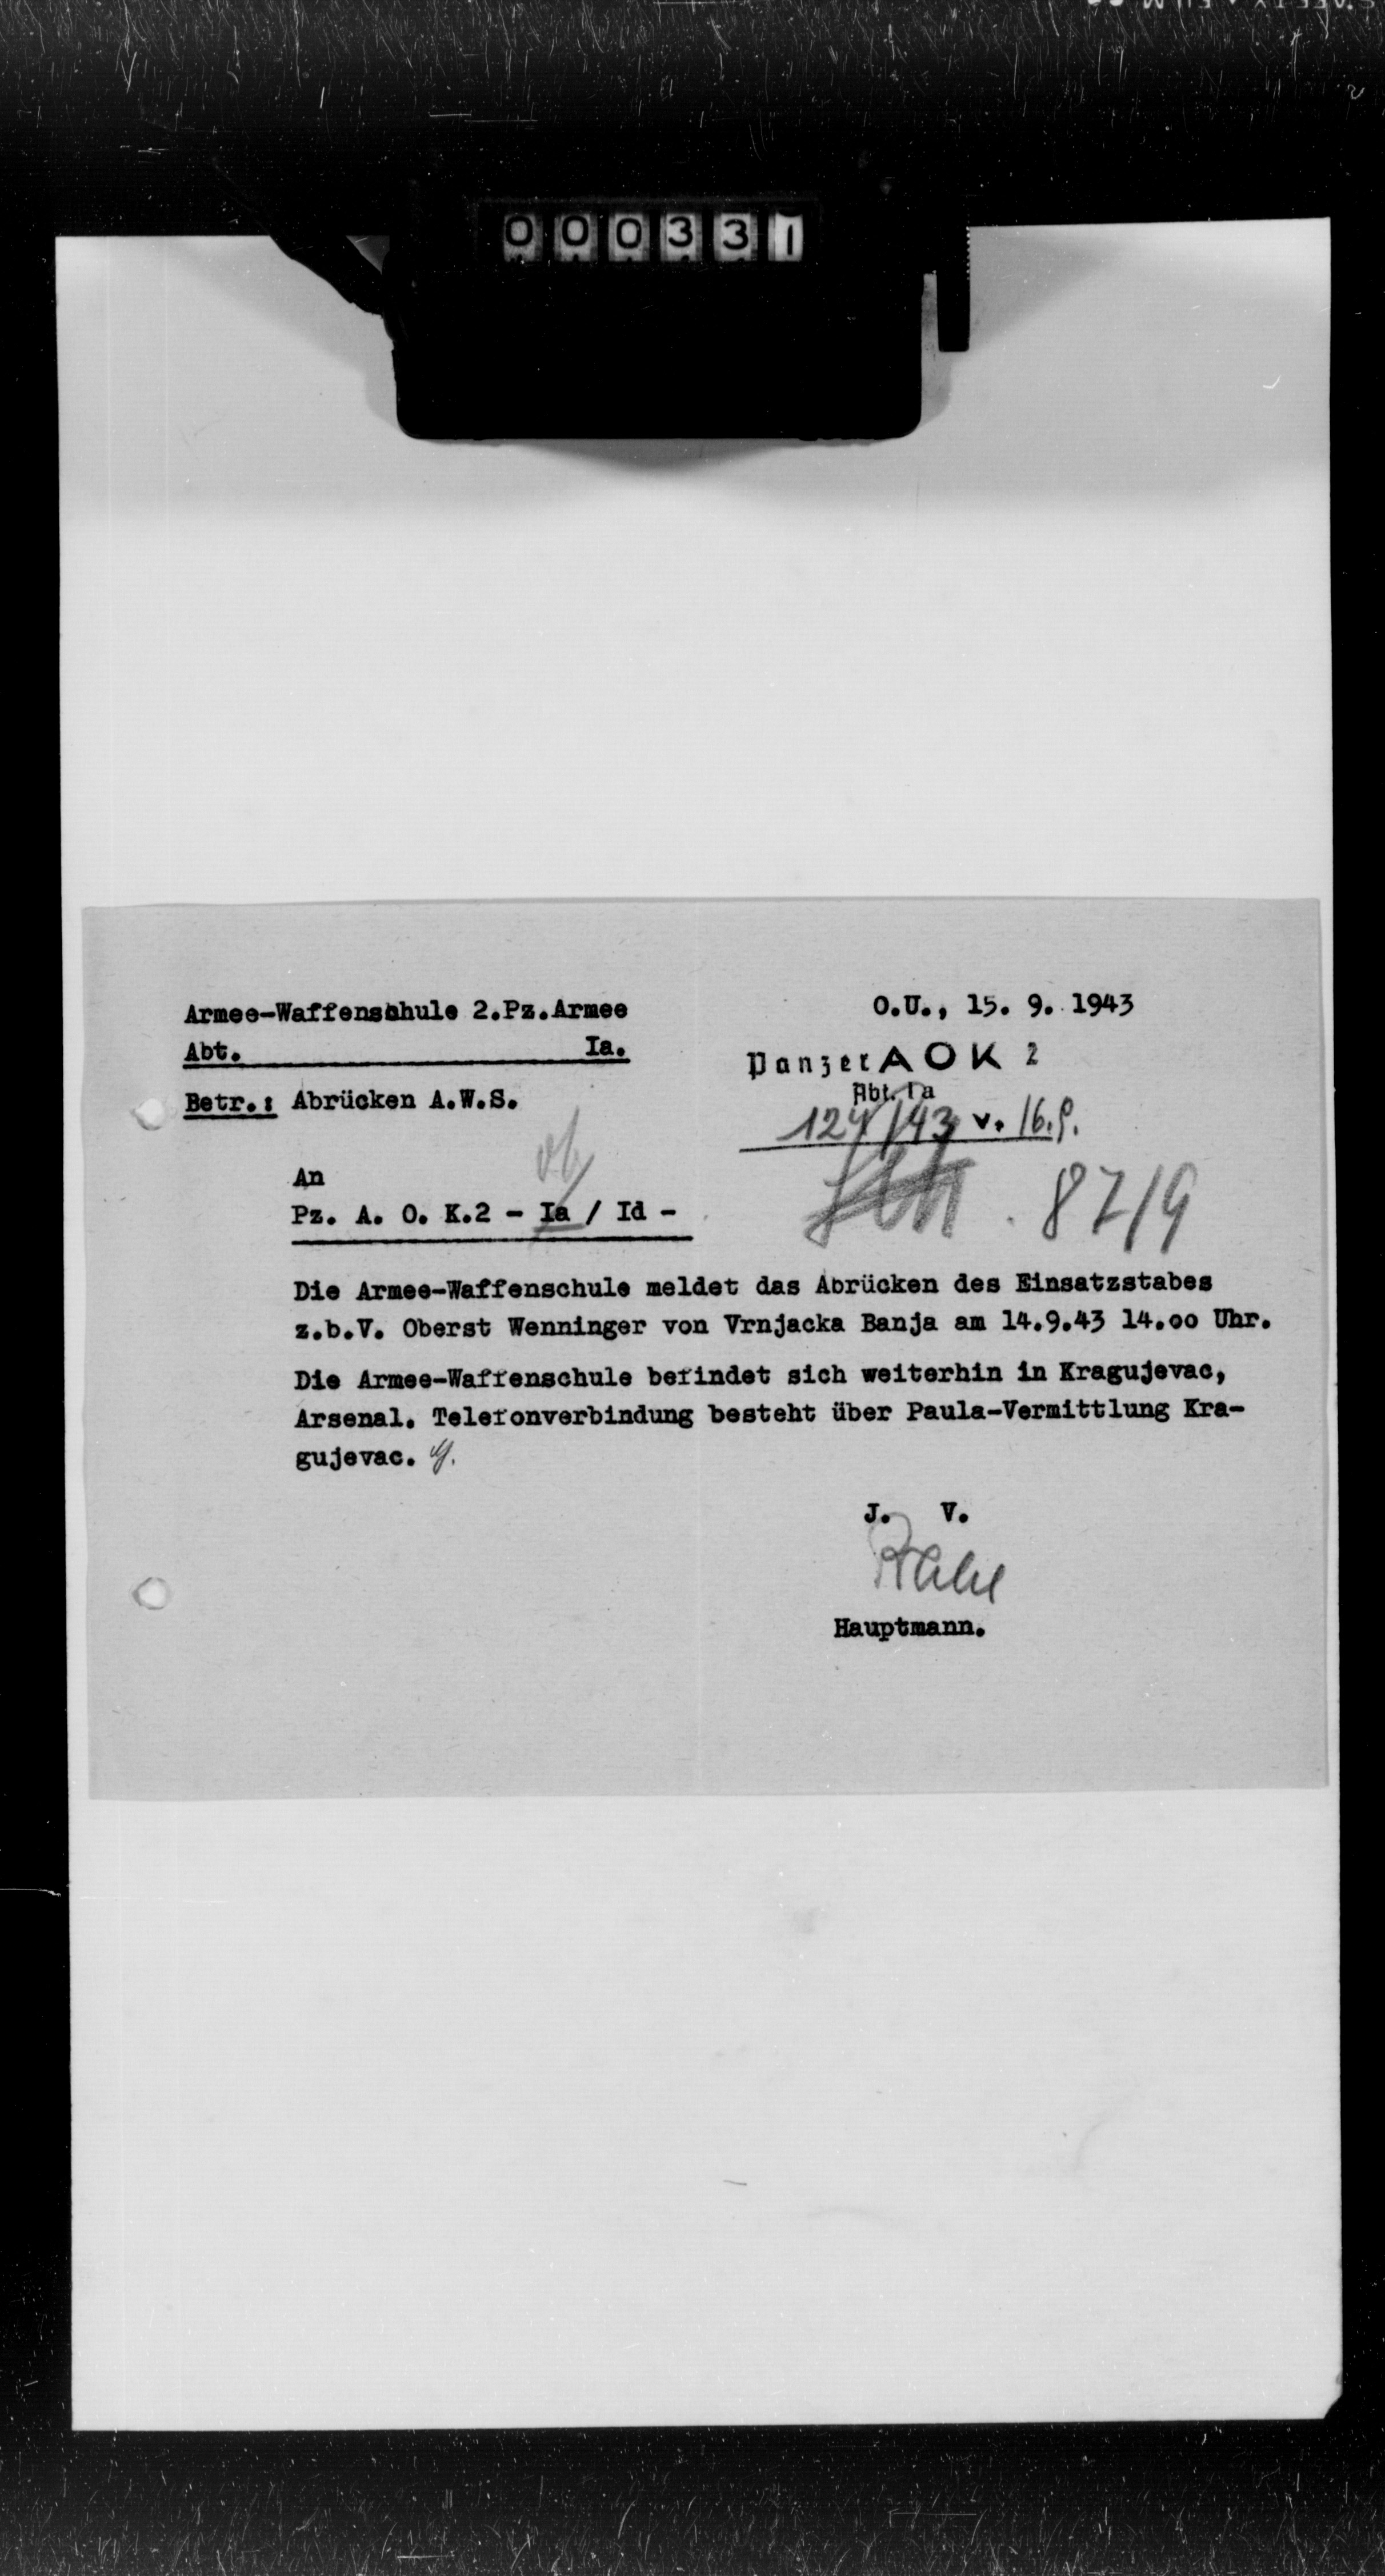 000331
Armee-Waffenschule 2.Pz.Armee
Abt. Ia.
O.U., 15. 9. 1943
Panzer AOK 2
Abt. Ia
v. 16.9.
Betr.: Abrücken A.W.S.
An
Pz. A. O. K.2 - Ia / Id -
87/9
Die Armee-Waffenschule meldet das Abrücken des Einsatzstabes
z.b.V. Oberst Wenninger von Vrnjacka Banja am 14.9.43 14.oo Uhr.
Die Armee-Waffenschule befindet sich weiterhin in Kragujevac,
Arsenal. Telefonverbindung besteht über Paula-Vermittlung Kra-
gujevac.
J. V.
Hauptmann.